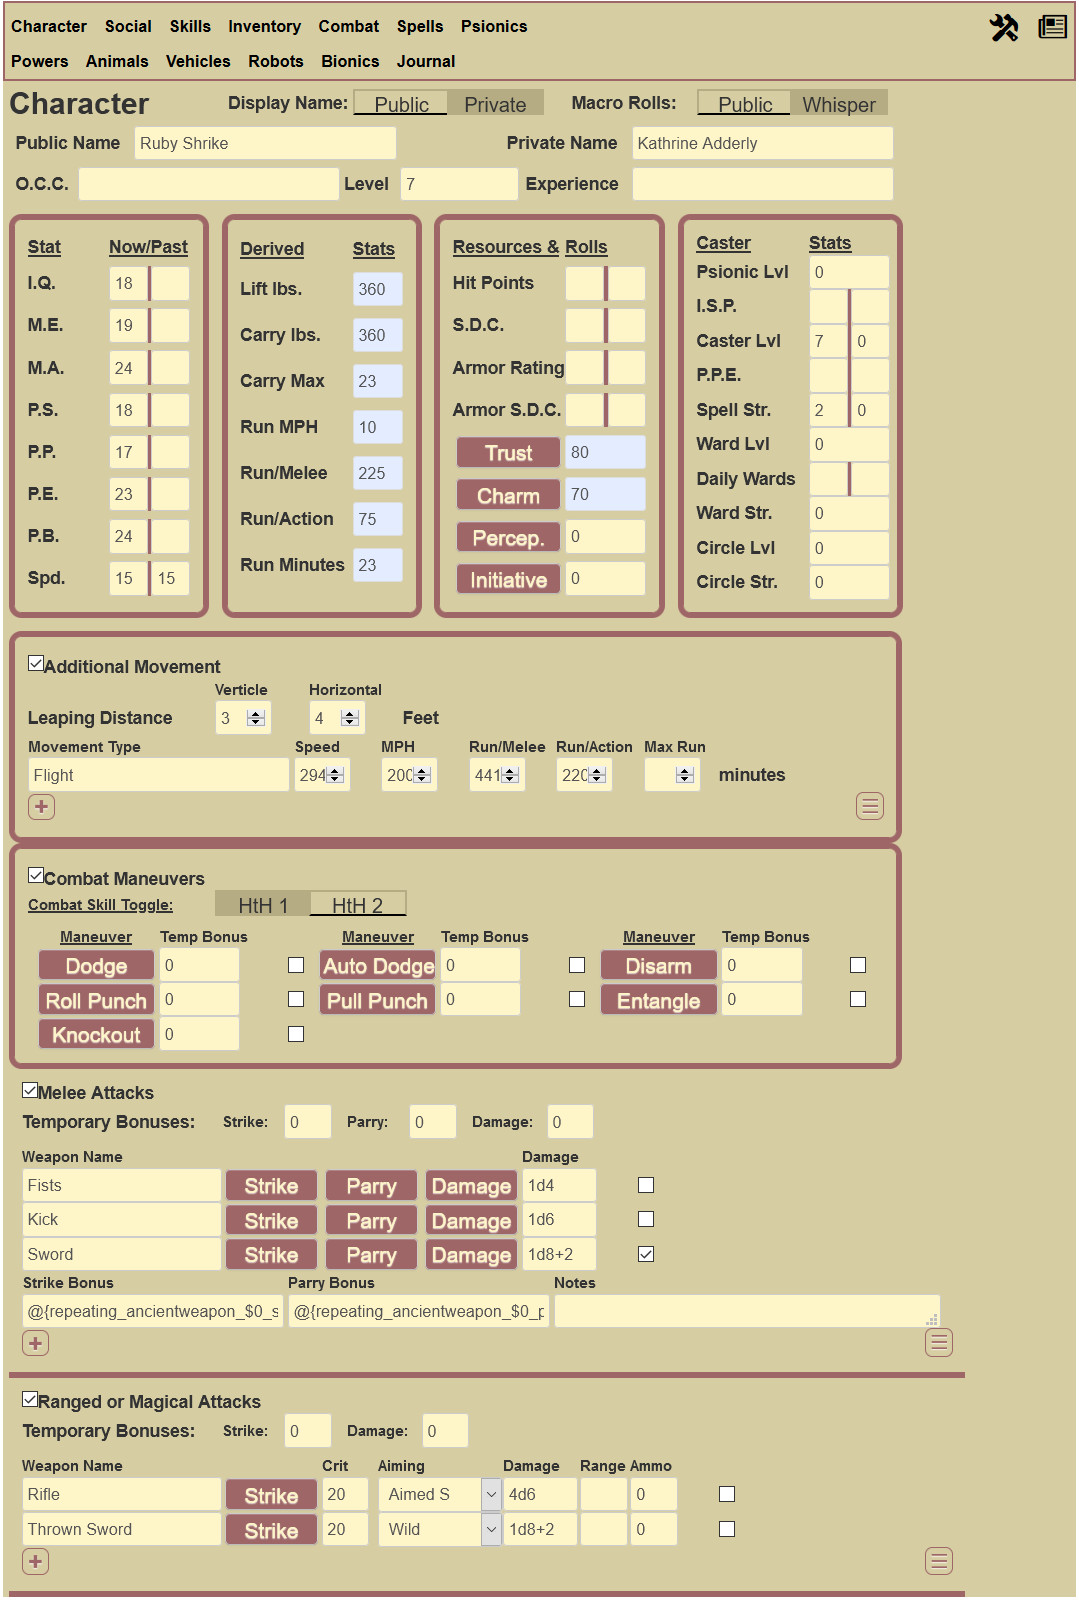 Character Social Skills Inventory Combat Spells Psionics
Powers Animals Vehicles Robots Bionics Journal
Character Display Name: Public Private Macro Rolls: Public Whisper
Public Name Ruby Shrike Private Name Kathrine Adderly
O.C.C. Level 7 Experience
Stat Now/Past
I.Q. 18
M.E. 19
M.A. 24
P.S. 18
P.P. 17
P.E. 23
P.B. 24
Spd. 15 15
Derived Stats
Lift lbs. 360
Carry lbs. 360
Carry Max 23
Run MPH 10
Run/Melee 225
Run/Action 75
Run Minutes 23
Resources & Rolls
Hit Points
S.D.C.
Armor Rating
Armor S.D.C.
Trust 80
Charm 70
Percep. 0
Initiative 0
Caster Stats
Psionic Lvl 0
I.S.P.
Caster Lvl 7 0
P.P.E.
Spell Str. 2 0
Ward Lvl 0
Daily Wards
Ward Str. 0
Circle Lvl 0
Circle Str. 0
Additional Movement
Verticle Horizontal
Leaping Distance 3 4 Feet
Movement Type Speed MPH Run/Melee Run/Action Max Run
Flight 294 200 441 220 minutes
Combat Maneuvers
Combat Skill Toggle: HtH 1 HtH 2
Maneuver Temp Bonus Maneuver Temp Bonus Maneuver Temp Bonus
Dodge 0 Auto Dodge 0 Disarm 0
Roll Punch 0 Pull Punch 0 Entangle 0
Knockout 0
Melee Attacks
Temporary Bonuses: Strike: 0 Parry: 0 Damage: 0
Weapon Name Damage
Fists Strike Parry Damage 1d4
Kick Strike Parry Damage 1d6
Sword Strike Parry Damage 1d8+2
Strike Bonus Parry Bonus Notes
@{repeating_ancientweapon_$0_s @{repeating_ancientweapon_$0_p
Ranged or Magical Attacks
Temporary Bonuses: Strike: 0 Damage: 0
Weapon Name Crit Aiming Damage Range Ammo
Rifle Strike 20 Aimed S 4d6 0
Thrown Sword Strike 20 Wild 1d8+2 0